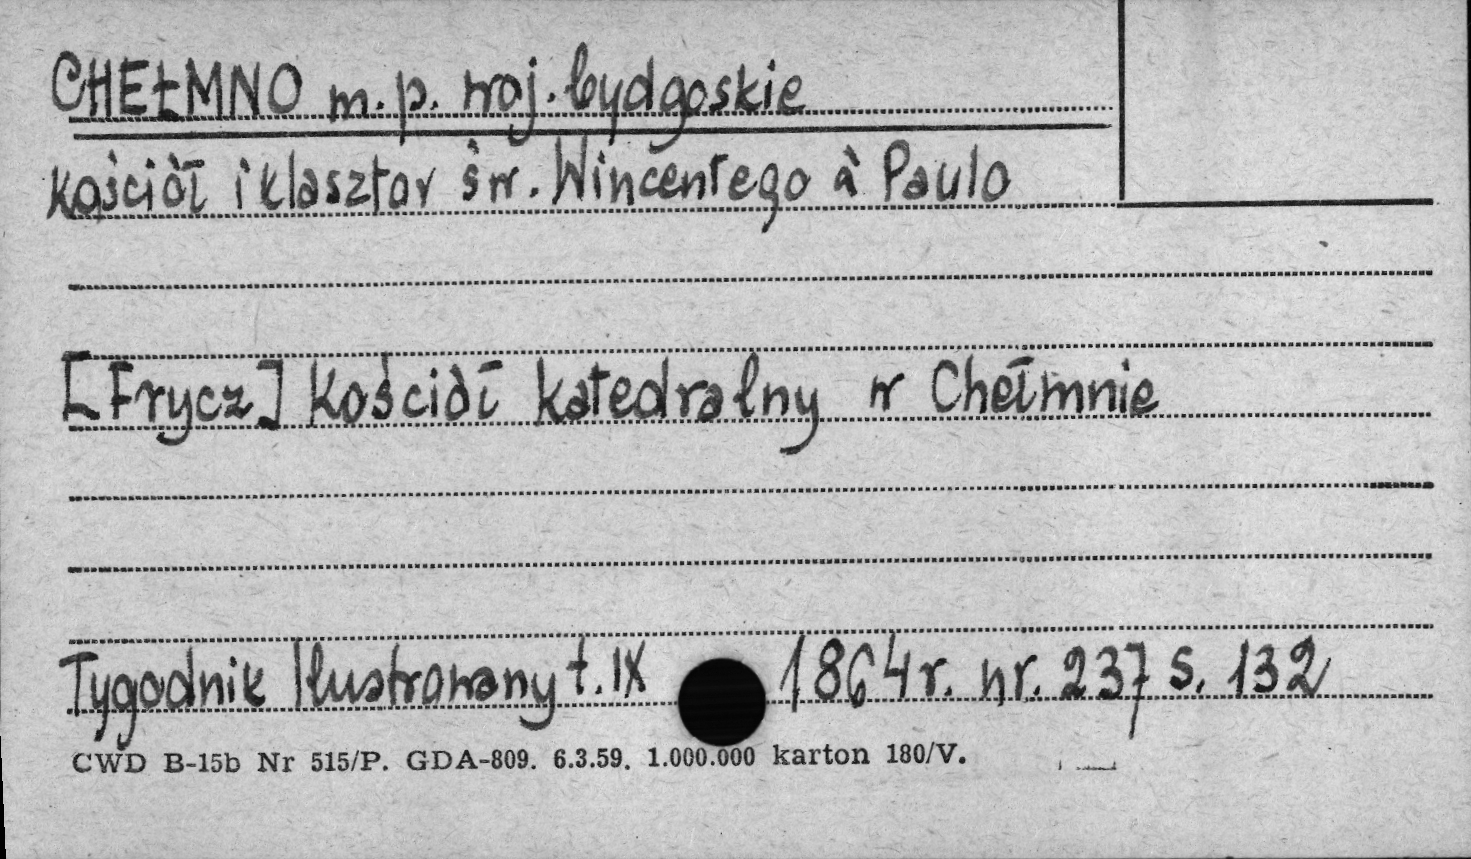 CHEŁMNO m.p. woj. bydgoskie
Kościół i klasztor św. Wincentego à Paulo
[Frycz] Kościół katedralny w Chełmnie
Tygodnik Ilustrowany t.IX 1864r. nr. 237 s. 132
CWD B-15b Nr 515/P. GDA-809. 6.3.59. 1.000.000 karton 180/V.